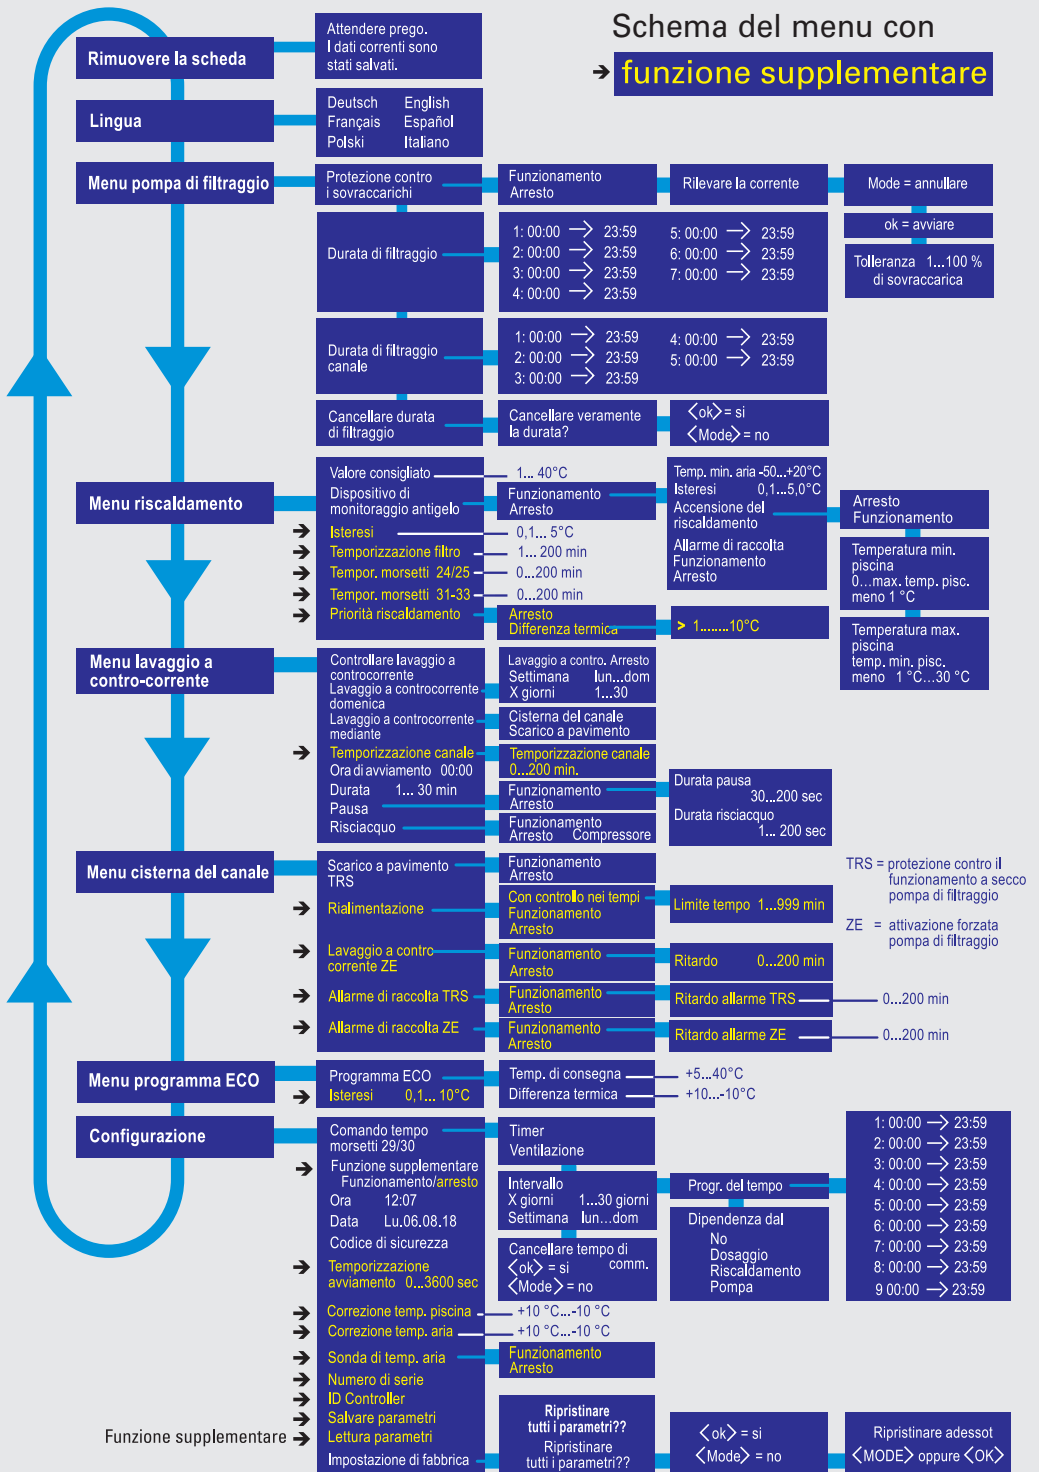 Schema del menu con
➔ funzione supplementare
Rimuovere la scheda
Attendere prego.
I dati correnti sono
stati salvati.
Lingua
Deutsch English
Français Español
Polski Italiano
Menu pompa di filtraggio
Protezione contro
i sovraccarichi
Funzionamento
Arresto
Rilevare la corrente
Mode = annullare
ok = avviare
Tolleranza 1...100 %
di sovraccarica
Durata di filtraggio
1: 00:00 → 23:59
2: 00:00 → 23:59
3: 00:00 → 23:59
4: 00:00 → 23:59
5: 00:00 → 23:59
6: 00:00 → 23:59
7: 00:00 → 23:59
Durata di filtraggio
canale
1: 00:00 → 23:59
2: 00:00 → 23:59
3: 00:00 → 23:59
4: 00:00 → 23:59
5: 00:00 → 23:59
Cancellare durata
di filtraggio
Cancellare veramente
la durata?
<ok> = si
<Mode> = no
Menu riscaldamento
Valore consigliato
1... 40°C
Dispositivo di
monitoraggio antigelo
Funzionamento
Arresto
Temp. min. aria -50...+20°C
Isteresi 0,1...5,0°C
Accensione del
riscaldamento
Allarme di raccolta
Funzionamento
Arresto
Arresto
Funzionamento
Temperatura min.
piscina
0...max. temp. pisc.
meno 1 °C
Temperatura max.
piscina
temp. min. pisc.
meno 1 °C...30 °C
➔ Isteresi
0,1... 5°C
➔ Temporizzazione filtro
1... 200 min
➔ Tempor. morsetti 24/25
0...200 min
➔ Tempor. morsetti 31-33
0...200 min
➔ Priorità riscaldamento
Arresto
Differenza termica
> 1........10°C
Menu lavaggio a
contro-corrente
Controllare lavaggio a
controcorrente
Lavaggio a controcorrente
domenica
Lavaggio a contro. Arresto
Settimana lun...dom
X giorni 1...30
Lavaggio a controcorrente
mediante
Cisterna del canale
Scarico a pavimento
➔ Temporizzazione canale
Temporizzazione canale
0...200 min.
Ora di avviamento 00:00
Durata 1... 30 min
Pausa
Funzionamento
Arresto
Durata pausa
30...200 sec
Durata risciacquo
1... 200 sec
Risciacquo
Funzionamento
Arresto Compressore
Menu cisterna del canale
Scarico a pavimento
TRS
Funzionamento
Arresto
TRS = protezione contro il
funzionamento a secco
pompa di filtraggio
ZE = attivazione forzata
pompa di filtraggio
➔ Rialimentazione
Con controllo nei tempi
Funzionamento
Arresto
Limite tempo 1...999 min
➔ Lavaggio a contro
corrente ZE
Funzionamento
Arresto
Ritardo 0...200 min
➔ Allarme di raccolta TRS
Funzionamento
Arresto
Ritardo allarme TRS
0...200 min
➔ Allarme di raccolta ZE
Funzionamento
Arresto
Ritardo allarme ZE
0...200 min
Menu programma ECO
Programma ECO
Temp. di consegna
+5...40°C
➔ Isteresi 0,1... 10°C
Differenza termica
+10...-10°C
Configurazione
Comando tempo
morsetti 29/30
Timer
Ventilazione
➔ Funzione supplementare
Funzionamento/arresto
Ora 12:07
Data Lu.06.08.18
Codice di sicurezza
➔ Temporizzazione
avviamento 0...3600 sec
Intervallo
X giorni 1...30 giorni
Settimana lun...dom
Cancellare tempo di
<ok> = si comm.
<Mode> = no
Progr. del tempo
Dipendenza dal
No
Dosaggio
Riscaldamento
Pompa
1: 00:00 → 23:59
2: 00:00 → 23:59
3: 00:00 → 23:59
4: 00:00 → 23:59
5: 00:00 → 23:59
6: 00:00 → 23:59
7: 00:00 → 23:59
8: 00:00 → 23:59
9 00:00 → 23:59
➔ Correzione temp. piscina
+10 °C...-10 °C
➔ Correzione temp. aria
+10 °C...-10 °C
➔ Sonda di temp. aria
Funzionamento
Arresto
➔ Numero di serie
➔ ID Controller
➔ Salvare parametri
Funzione supplementare ➔ Lettura parametri
Impostazione di fabbrica
Ripristinare
tutti i parametri??
Ripristinare
tutti i parametri??
<ok> = si
<Mode> = no
Ripristinare adessot
<MODE> oppure <OK>